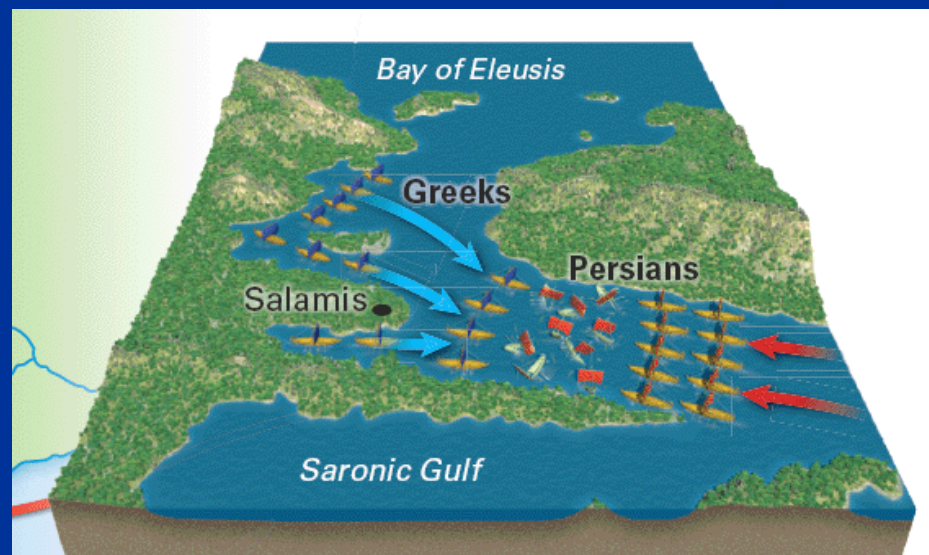 Bay of Eleusis
Greeks
Persians
Salamis
Saronic Gulf